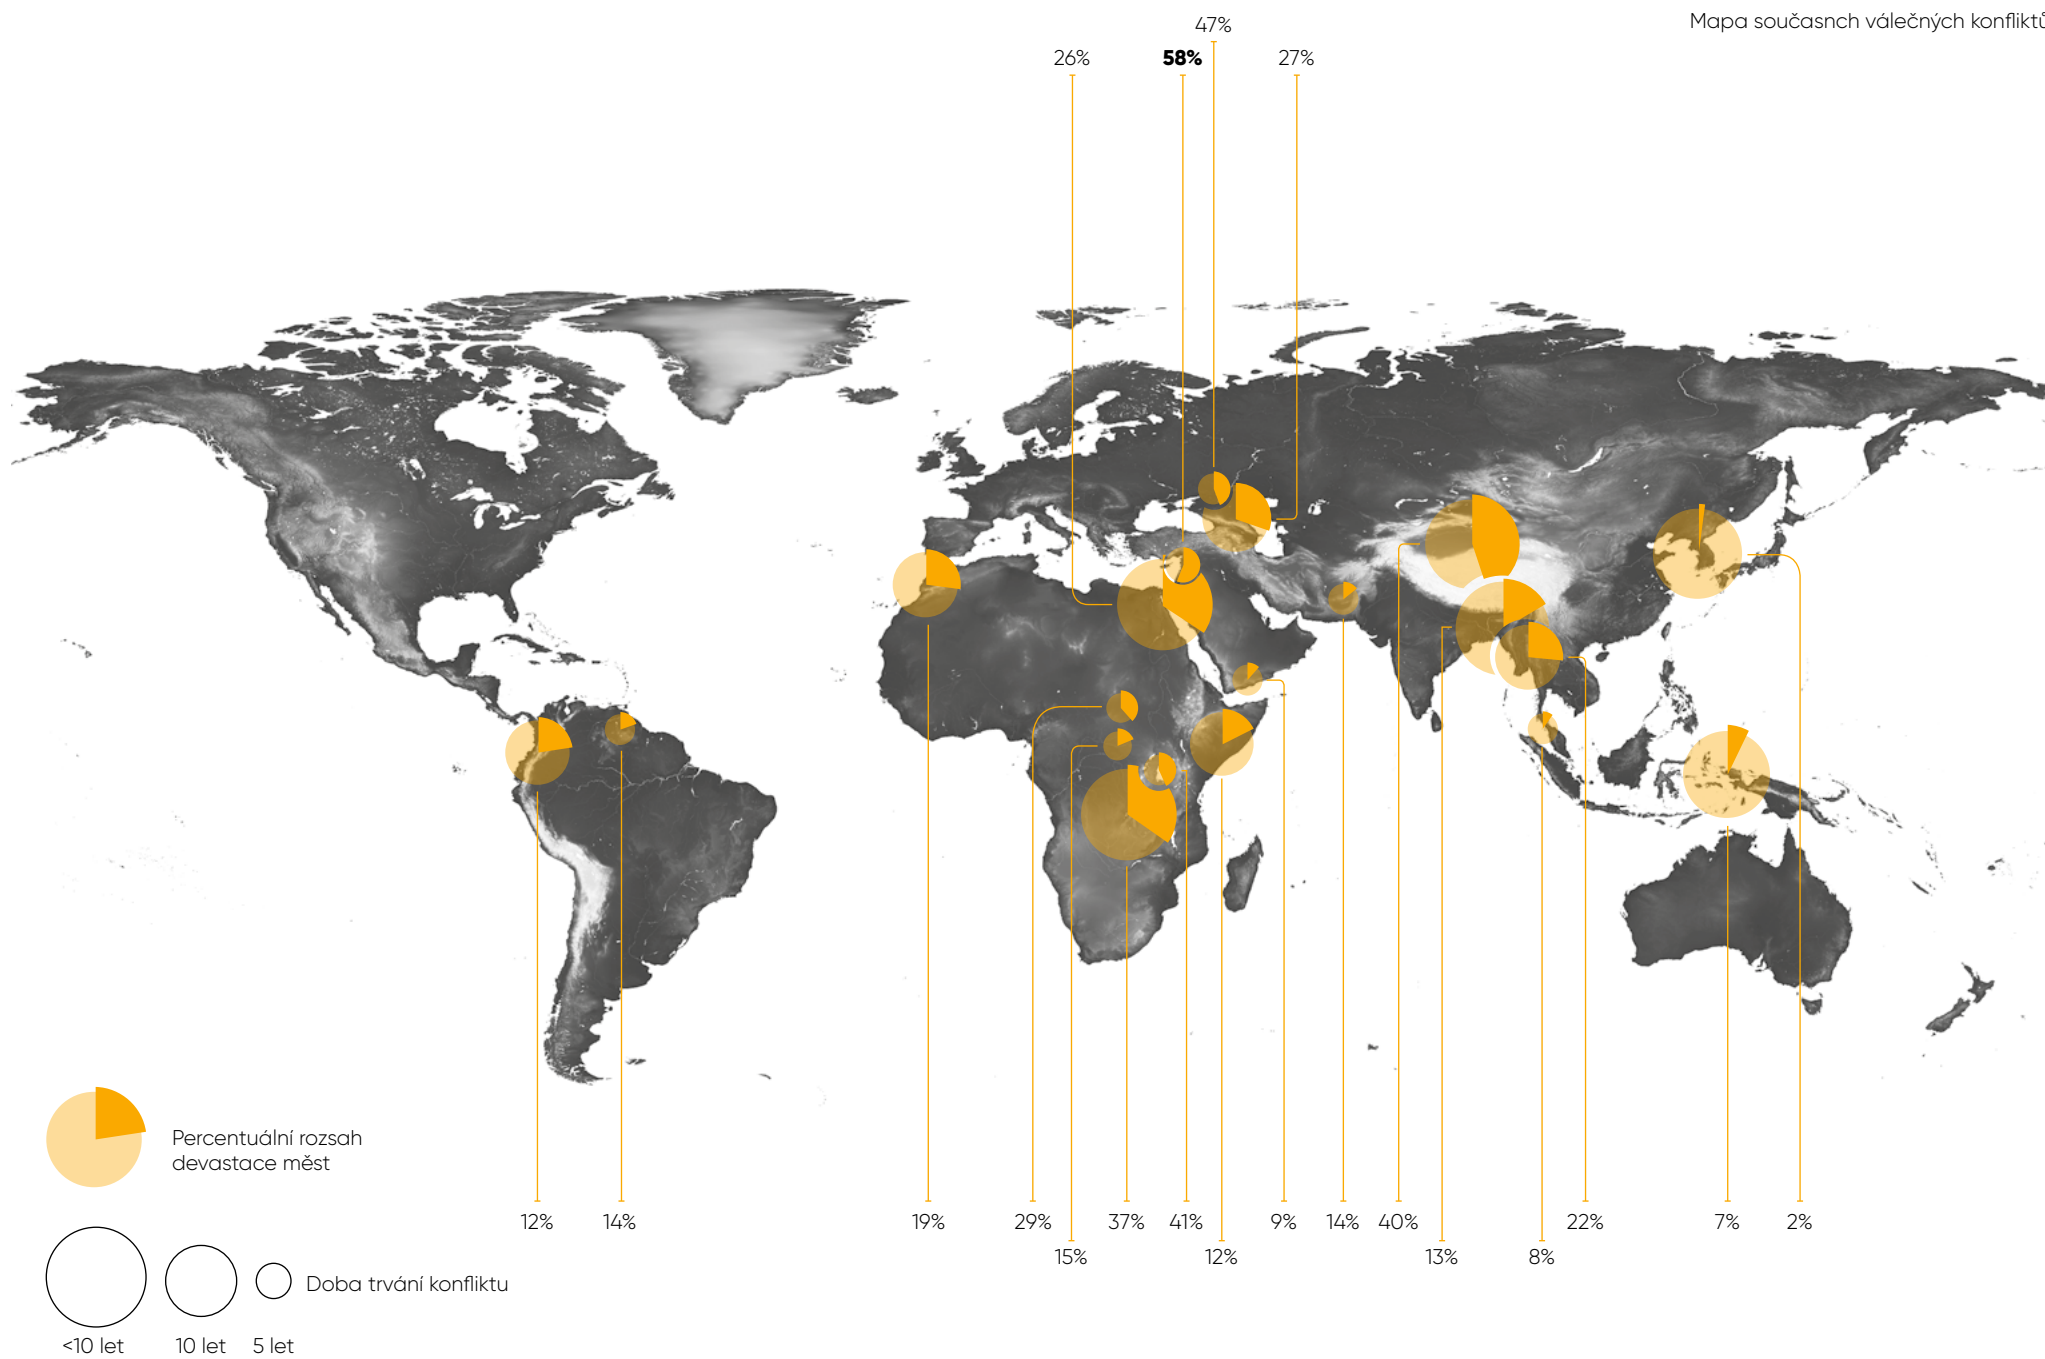 Mapa současnch válečných konfliktů
47%
26%
58%
27%
Percentuální rozsah
devastace měst
12%
14%
19%
29%
37%
41%
9%
14%
40%
22%
7%
2%
15%
12%
13%
8%
Doba trvání konfliktu
<10 let
10 let
5 let